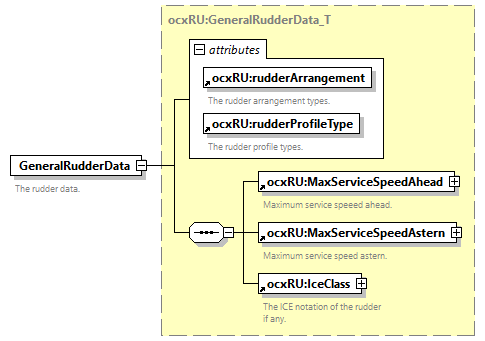 ocxRU:GeneralRudderData_T
attributes
ocxRU:rudderArrangement
The rudder arrangement types.
ocxRU:rudderProfileType
The rudder profile types.
GeneralRudderData
The rudder data.
ocxRU:MaxServiceSpeedAhead
Maximum service speeed ahead.
ocxRU:MaxServiceSpeedAstern
Maximum service speed astern.
ocxRU:IceClass
The ICE notation of the rudder
if any.